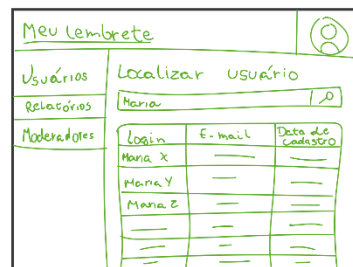 Meu lembrete
Usuários
Relatórios
Moderadores
Localizar usuário
Maria
Login E-mail Data de cadastro
Maria X
Maria Y
Maria Z